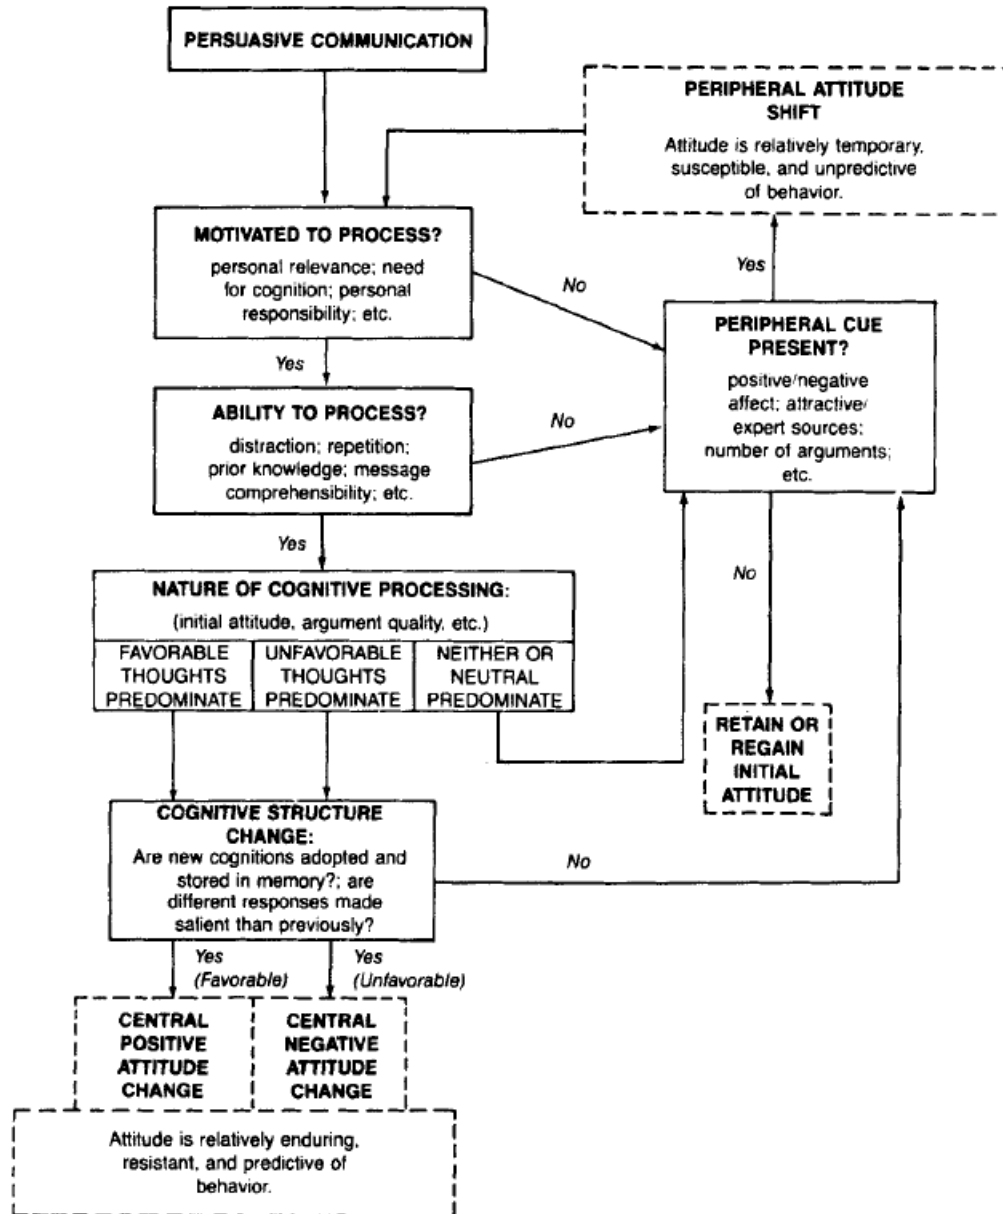 PERSUASIVE COMMUNICATION
PERIPHERAL ATTITUDE
SHIFT
Attitude is relatively temporary,
susceptible, and unpredictive
of behavior.
MOTIVATED TO PROCESS?
personal relevance; need
for cognition; personal
responsibility; etc.
No
Yes
Yes
PERIPHERAL CUE
PRESENT?
positive/negative
affect; attractive/
expert sources;
number of arguments;
etc.
ABILITY TO PROCESS?
distraction; repetition;
prior knowledge; message
comprehensibility; etc.
No
Yes
No
NATURE OF COGNITIVE PROCESSING:
(initial attitude, argument quality, etc.)
FAVORABLE
THOUGHTS
PREDOMINATE
UNFAVORABLE
THOUGHTS
PREDOMINATE
NEITHER OR
NEUTRAL
PREDOMINATE
RETAIN OR
REGAIN
INITIAL
ATTITUDE
COGNITIVE STRUCTURE
CHANGE:
Are new cognitions adopted and
stored in memory?; are
different responses made
salient than previously?
No
Yes
(Favorable)
Yes
(Unfavorable)
CENTRAL
POSITIVE
ATTITUDE
CHANGE
CENTRAL
NEGATIVE
ATTITUDE
CHANGE
Attitude is relatively enduring,
resistant, and predictive of
behavior.